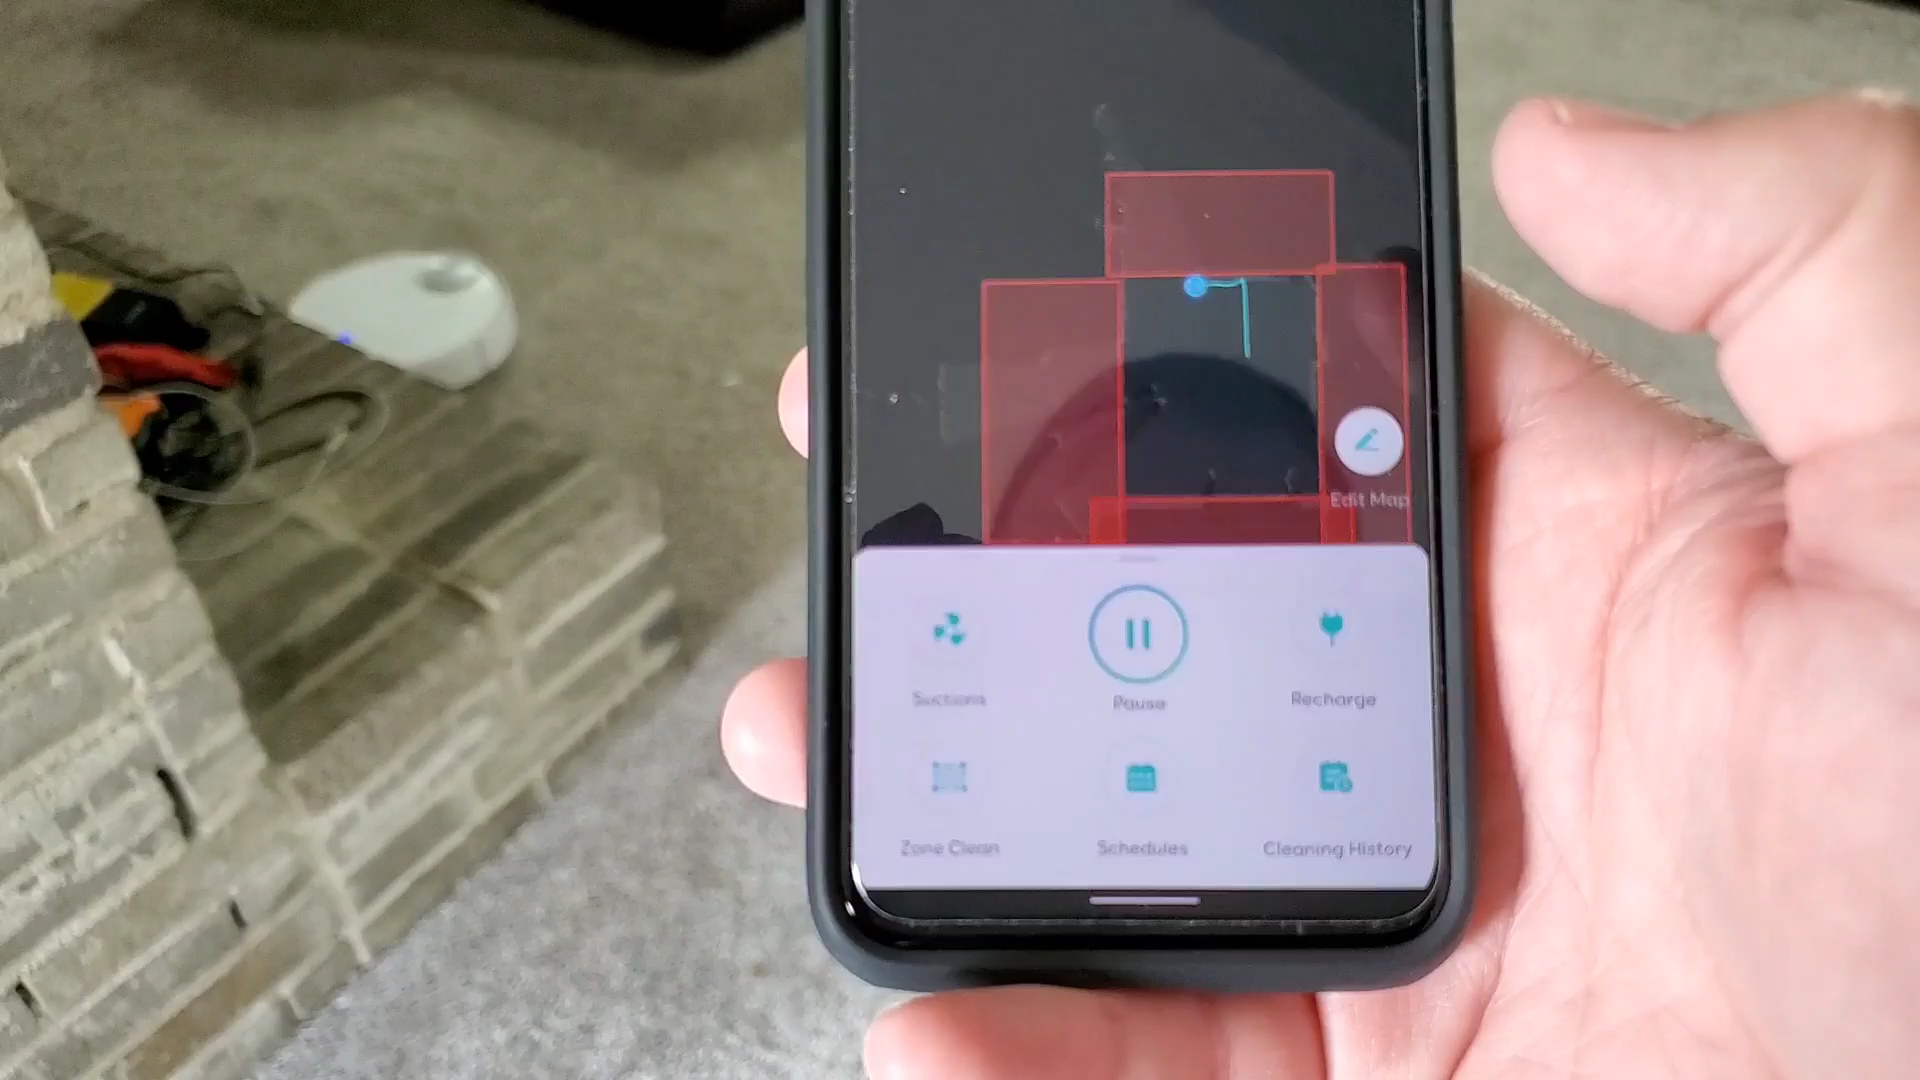 Edit Map
Suctions
Pause
Recharge
Zone Clean
Schedules
Cleaning History